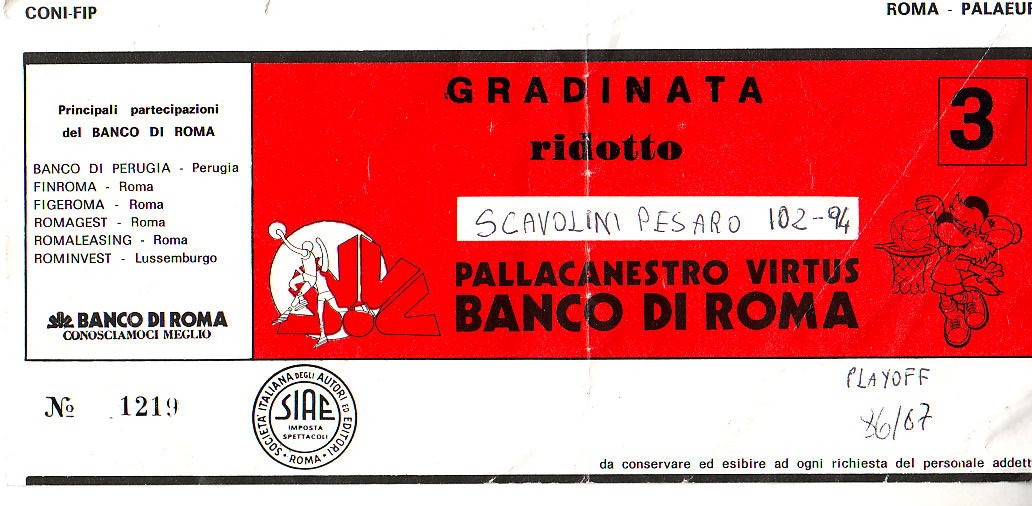 CONI-FIP
ROMA - PALAEUR
Principali partecipazioni
del BANCO DI ROMA
BANCO DI PERUGIA - Perugia
FINROMA - Roma
FIGEROMA - Roma
ROMAGEST - Roma
ROMALEASING - Roma
ROMINVEST - Lussemburgo
BANCO DI ROMA
CONOSCIAMOCI MEGLIO
GRADINATA
ridotto
3
SCAVOLINI PESARO 102-94
PALLACANESTRO VIRTUS
BANCO DI ROMA
Nº 1219
SOCIETA' ITALIANA DEGLI AUTORI ED EDITORI
SIAE
IMPOSTA
SPETTACOLI
· ROMA ·
PLAYOFF
86/87
da conservare ed esibire ad ogni richiesta del personale addett